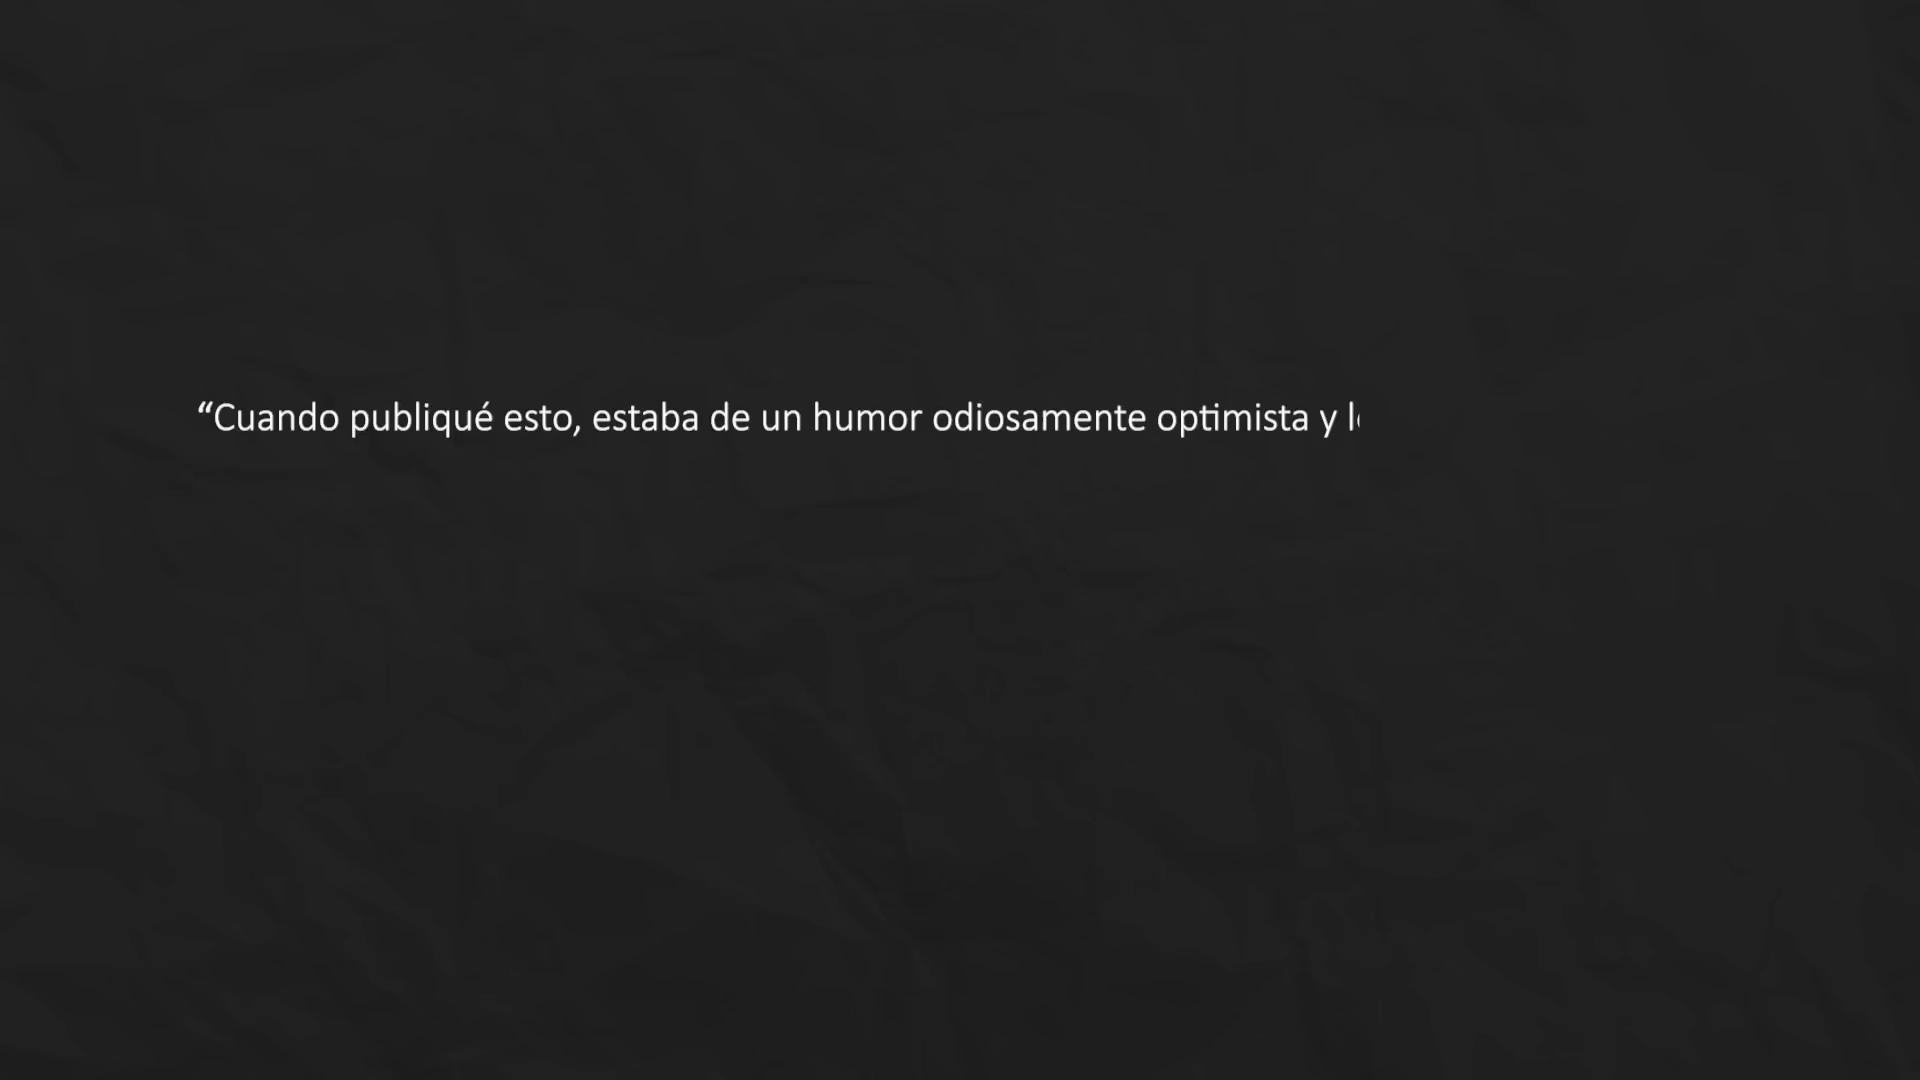 “Cuando publiqué esto, estaba de un humor odiosamente optimista y